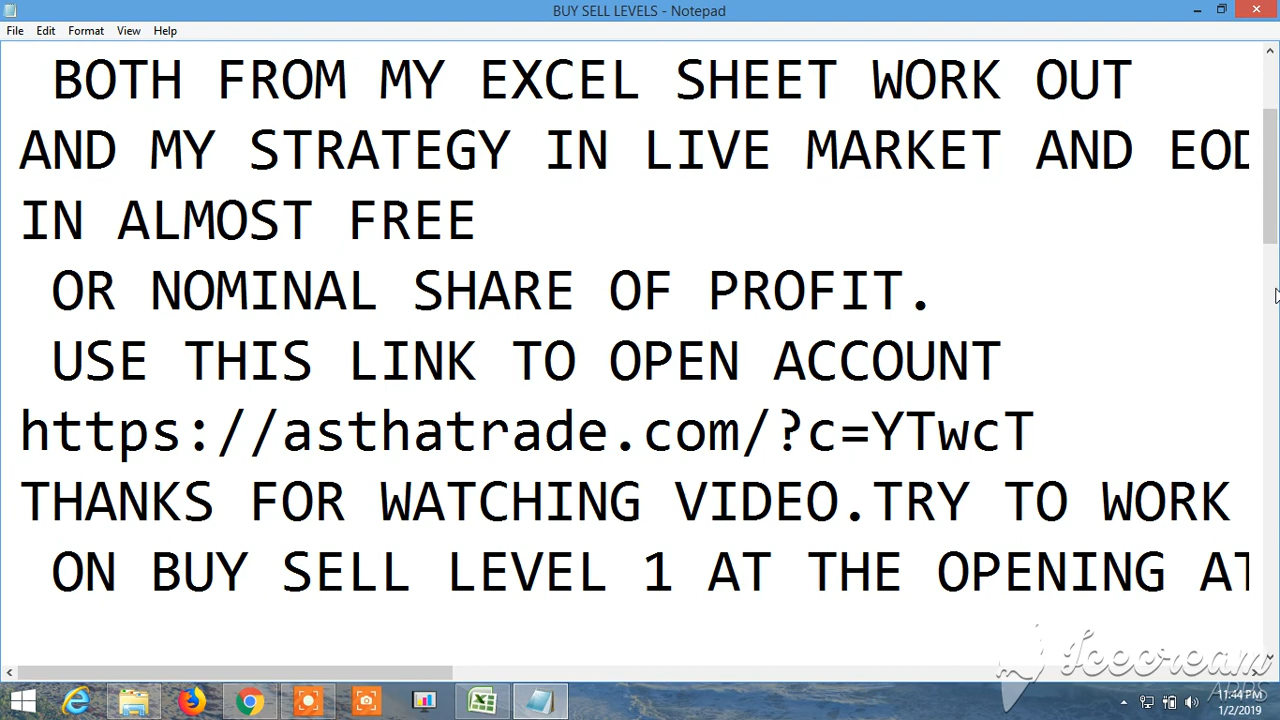 BUY SELL LEVELS - Notepad
File Edit Format View Help
BOTH FROM MY EXCEL SHEET WORK OUT
AND MY STRATEGY IN LIVE MARKET AND EOD
IN ALMOST FREE
OR NOMINAL SHARE OF PROFIT.
USE THIS LINK TO OPEN ACCOUNT
https://asthatrade.com/?c=YTwcT
THANKS FOR WATCHING VIDEO.TRY TO WORK
ON BUY SELL LEVEL 1 AT THE OPENING AT
Icecream
Apps
11:44 PM
1/2/2019